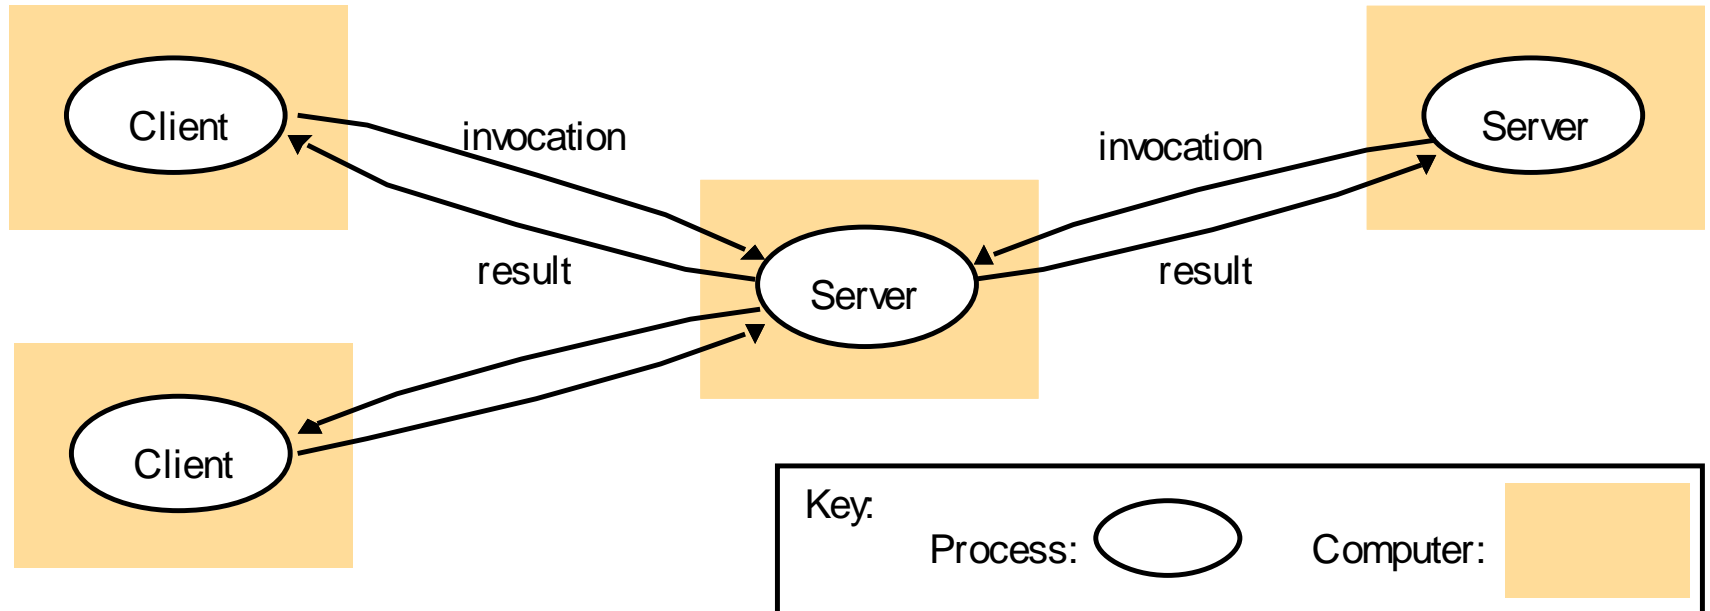 Client
invocation
result
Server
invocation
result
Server
Client
Key:
Process:
Computer: